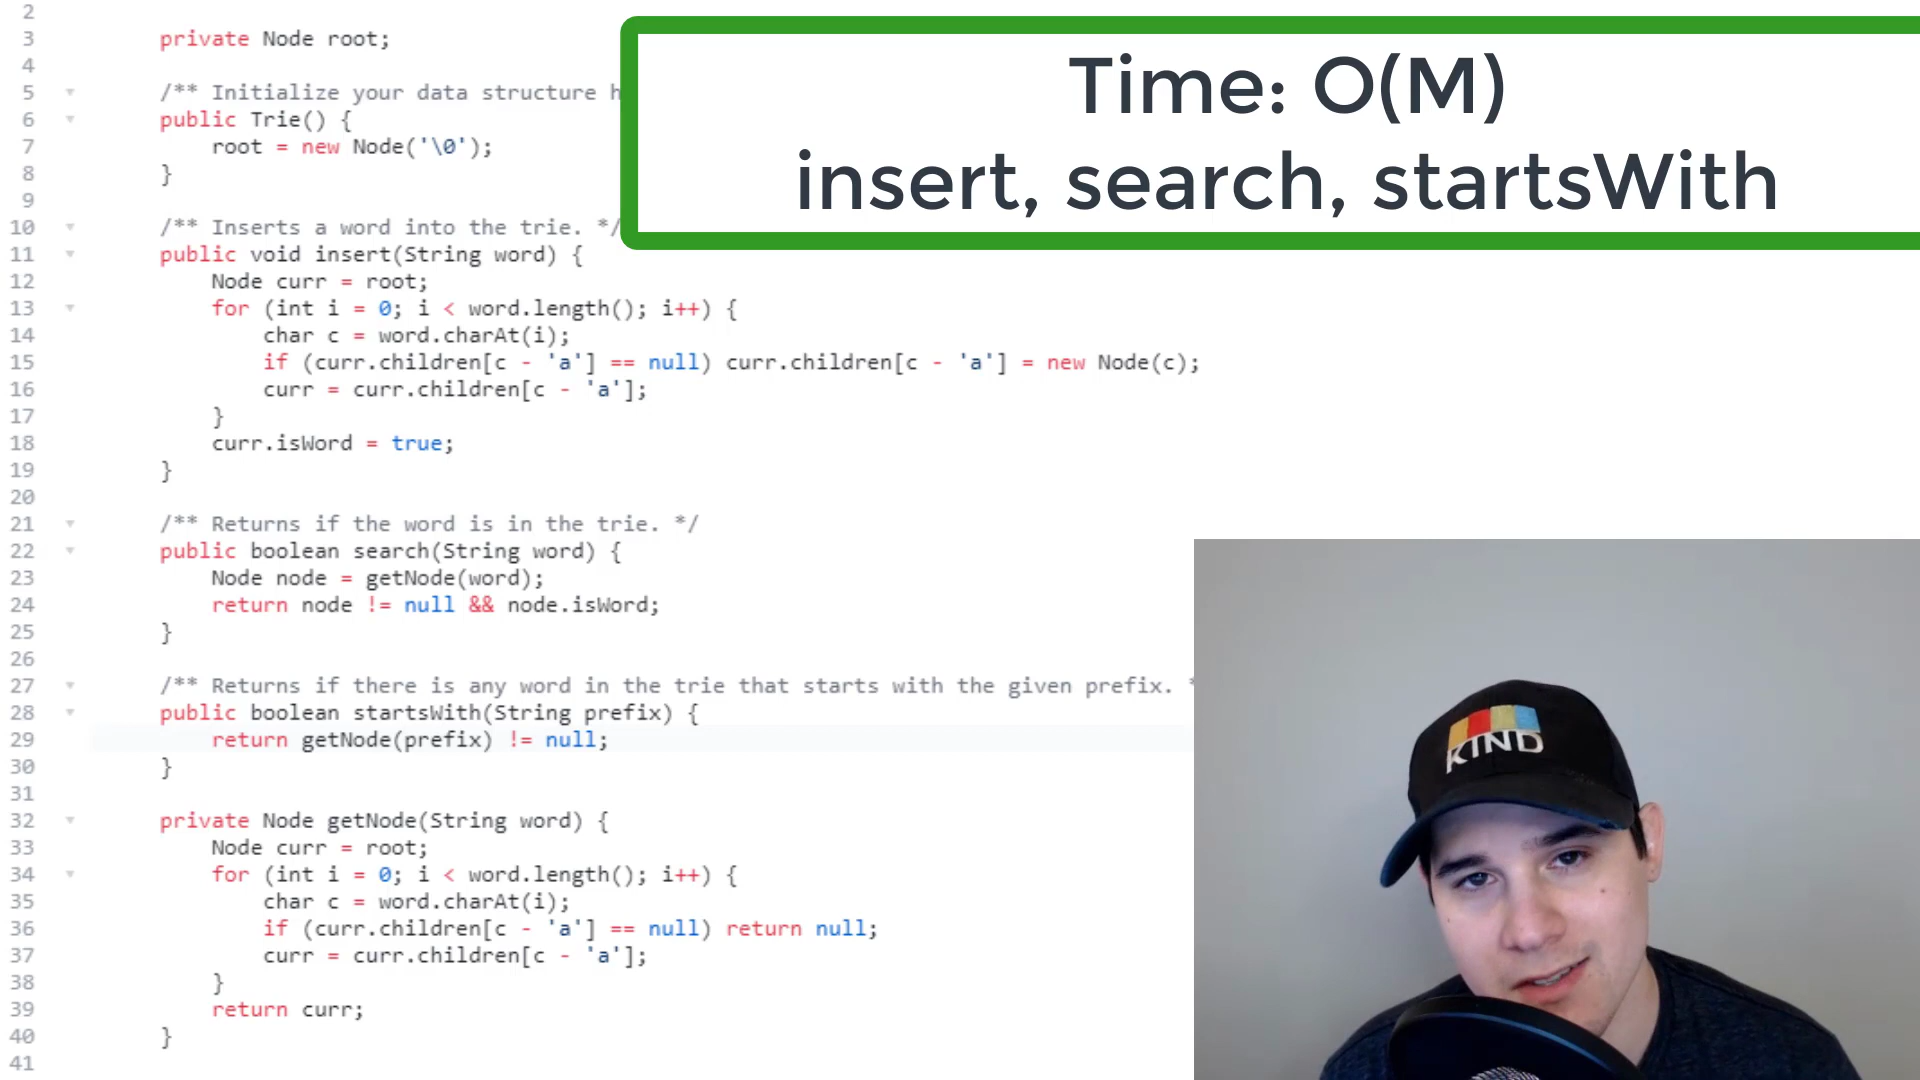 2
3 private Node root;
4
5 /** Initialize your data structure h
6 public Trie() {
7 root = new Node('\0');
8 }
9
10 /** Inserts a word into the trie. */
11 public void insert(String word) {
12 Node curr = root;
13 for (int i = 0; i < word.length(); i++) {
14 char c = word.charAt(i);
15 if (curr.children[c - 'a'] == null) curr.children[c - 'a'] = new Node(c);
16 curr = curr.children[c - 'a'];
17 }
18 curr.isWord = true;
19 }
20
21 /** Returns if the word is in the trie. */
22 public boolean search(String word) {
23 Node node = getNode(word);
24 return node != null && node.isWord;
25 }
26
27 /** Returns if there is any word in the trie that starts with the given prefix. *
28 public boolean startsWith(String prefix) {
29 return getNode(prefix) != null;
30 }
31
32 private Node getNode(String word) {
33 Node curr = root;
34 for (int i = 0; i < word.length(); i++) {
35 char c = word.charAt(i);
36 if (curr.children[c - 'a'] == null) return null;
37 curr = curr.children[c - 'a'];
38 }
39 return curr;
40 }
41
Time: O(M)
insert, search, startsWith
KIND